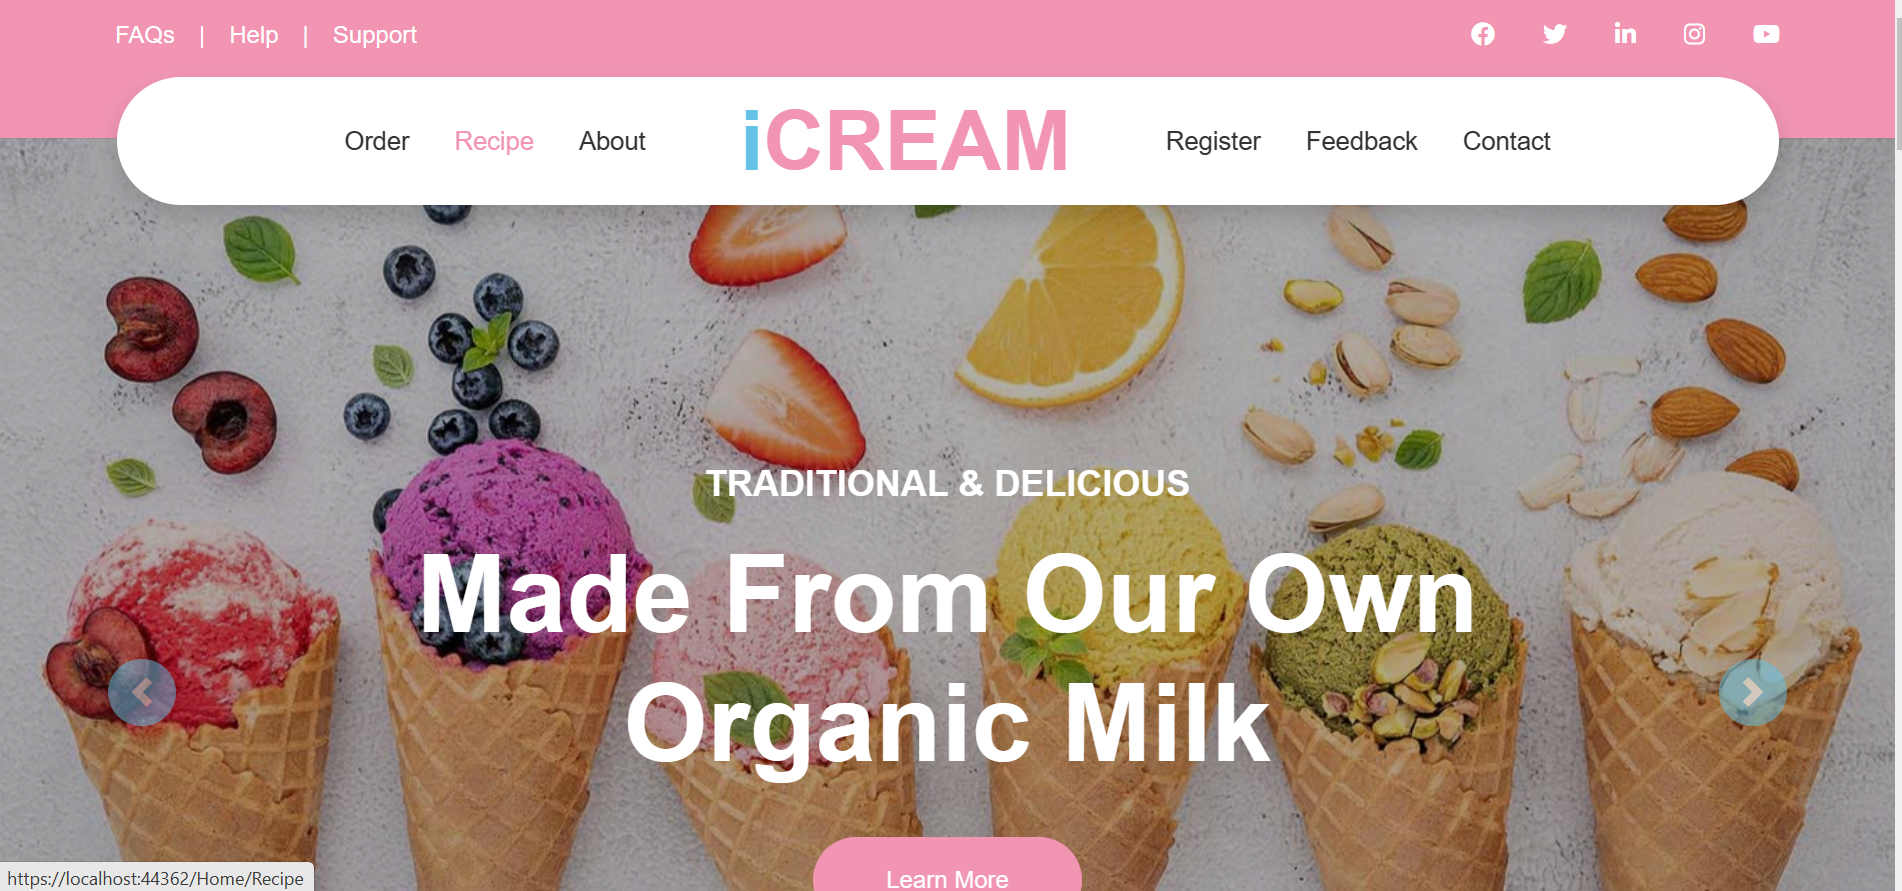 FAQs | Help | Support
Order Recipe About iCREAM Register Feedback Contact
TRADITIONAL & DELICIOUS
Made From Our Own
Organic Milk
Learn More
https://localhost:44362/Home/Recipe